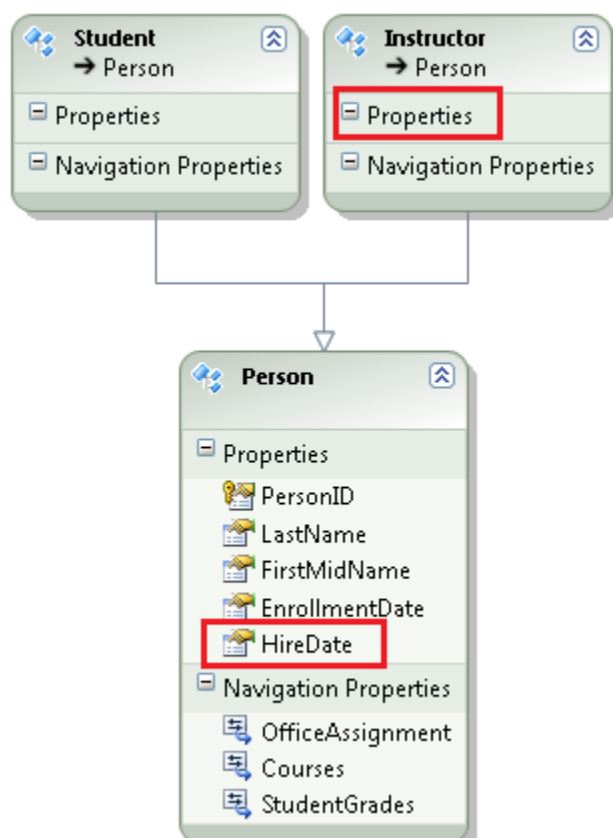 Student
→ Person
Properties
Navigation Properties
Instructor
→ Person
Properties
Navigation Properties
Person
Properties
PersonID
LastName
FirstMidName
EnrollmentDate
HireDate
Navigation Properties
OfficeAssignment
Courses
StudentGrades